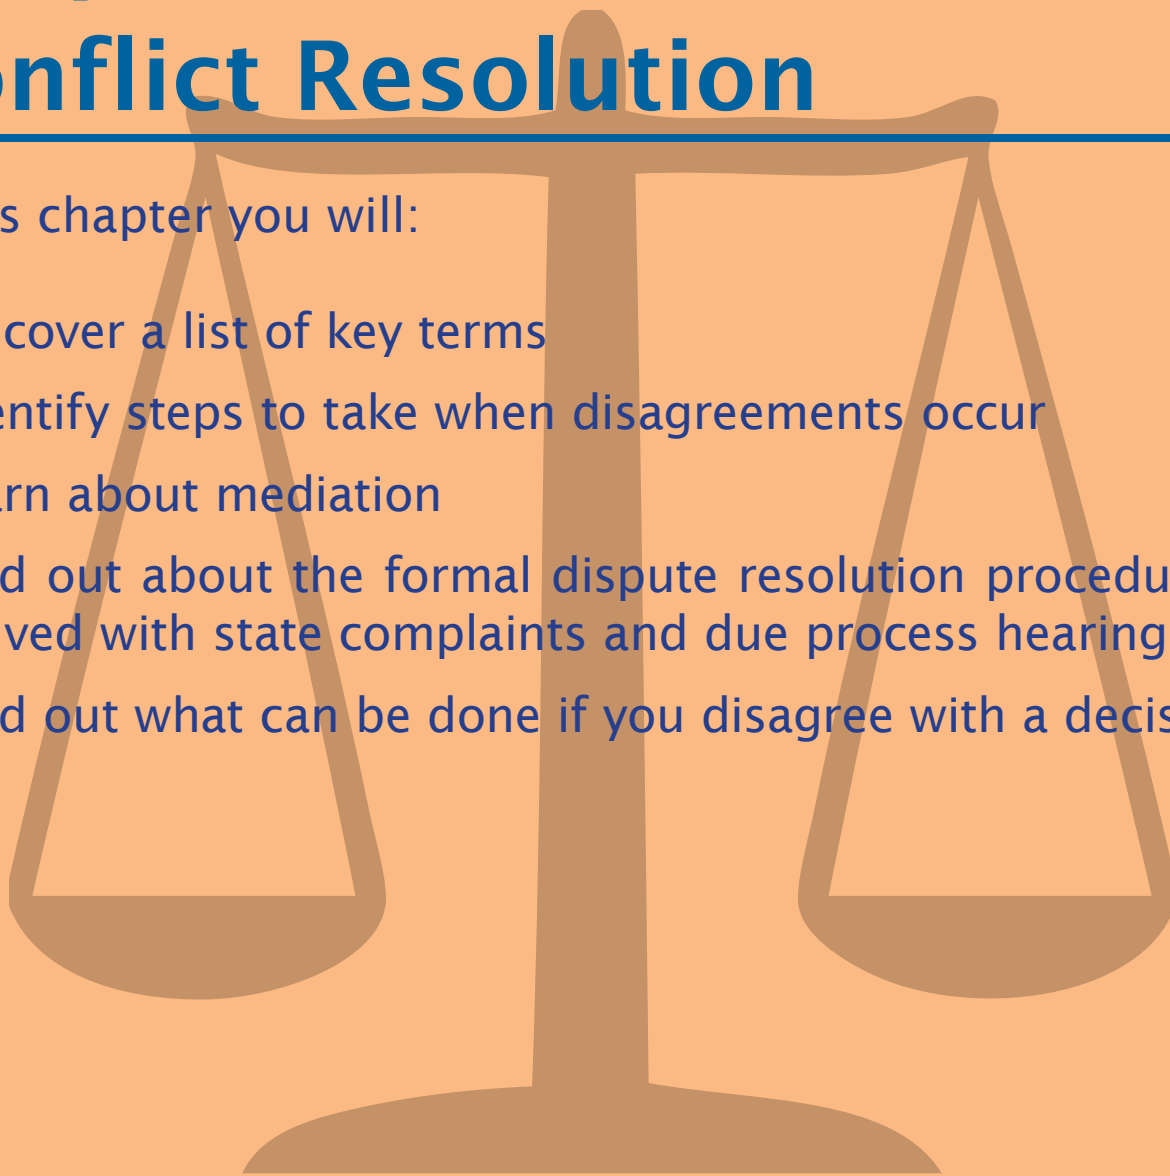 onflict Resolution
s chapter you will:
cover a list of key terms
entify steps to take when disagreements occur
arn about mediation
d out about the formal dispute resolution procedu
ved with state complaints and due process hearing
d out what can be done if you disagree with a decis